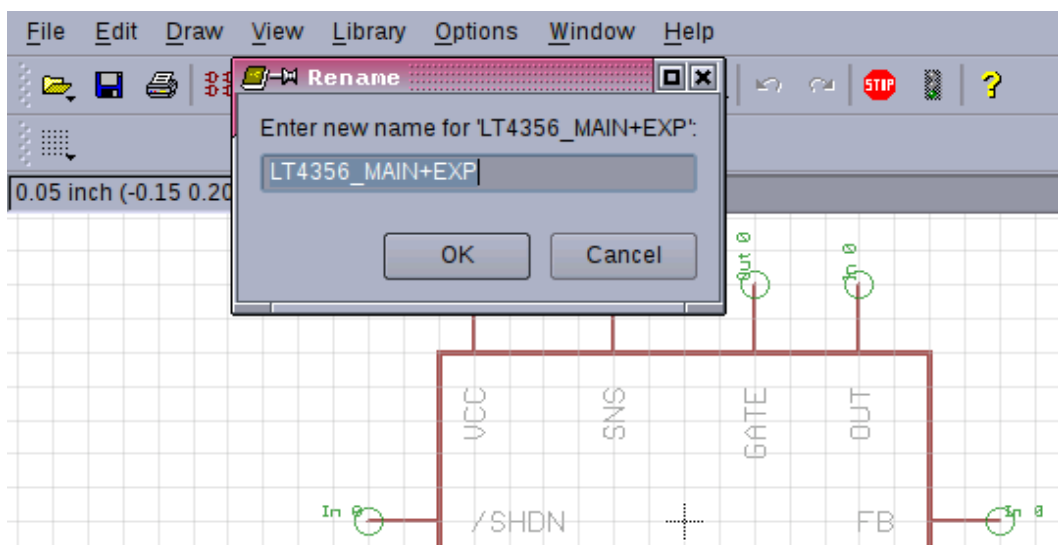 File Edit Draw View Library Options Window Help
Rename
STOP
Enter new name for 'LT4356_MAIN+EXP':
LT4356_MAIN+EXP
0.05 inch (-0.15 0.20
OK Cancel
Out 0
In 0
VCC
SNS
GATE
OUT
In 0
/SHDN
FB
In 0